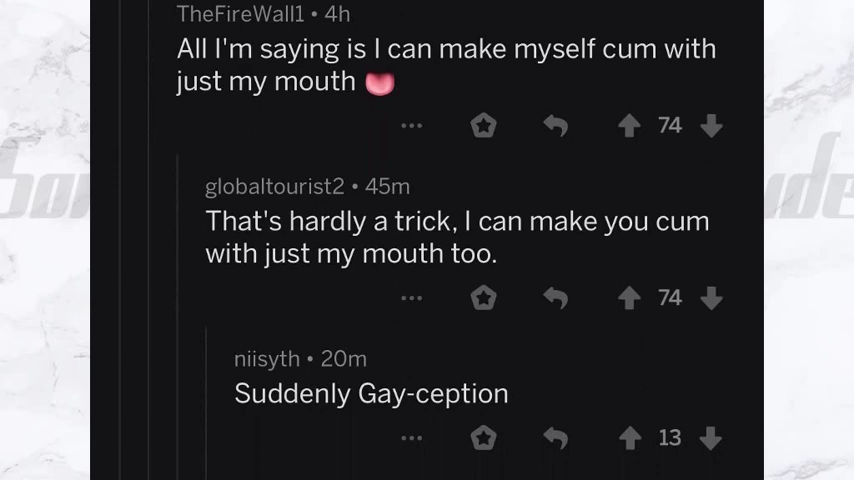 TheFireWall1 • 4h
All I'm saying is I can make myself cum with
just my mouth 👅
74
globaltourist2 • 45m
That's hardly a trick, I can make you cum
with just my mouth too.
74
niisyth • 20m
Suddenly Gay-ception
13